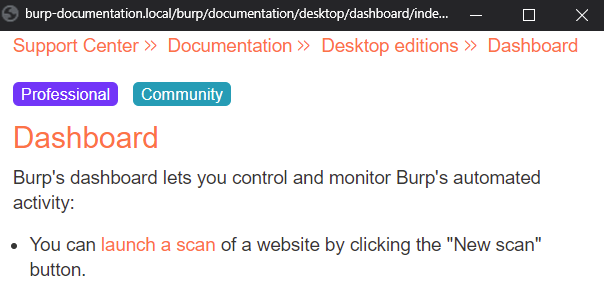 burp-documentation.local/burp/documentation/desktop/dashboard/inde...
Support Center >> Documentation >> Desktop editions >> Dashboard
Professional Community
Dashboard
Burp's dashboard lets you control and monitor Burp's automated
activity:
• You can launch a scan of a website by clicking the "New scan"
button.